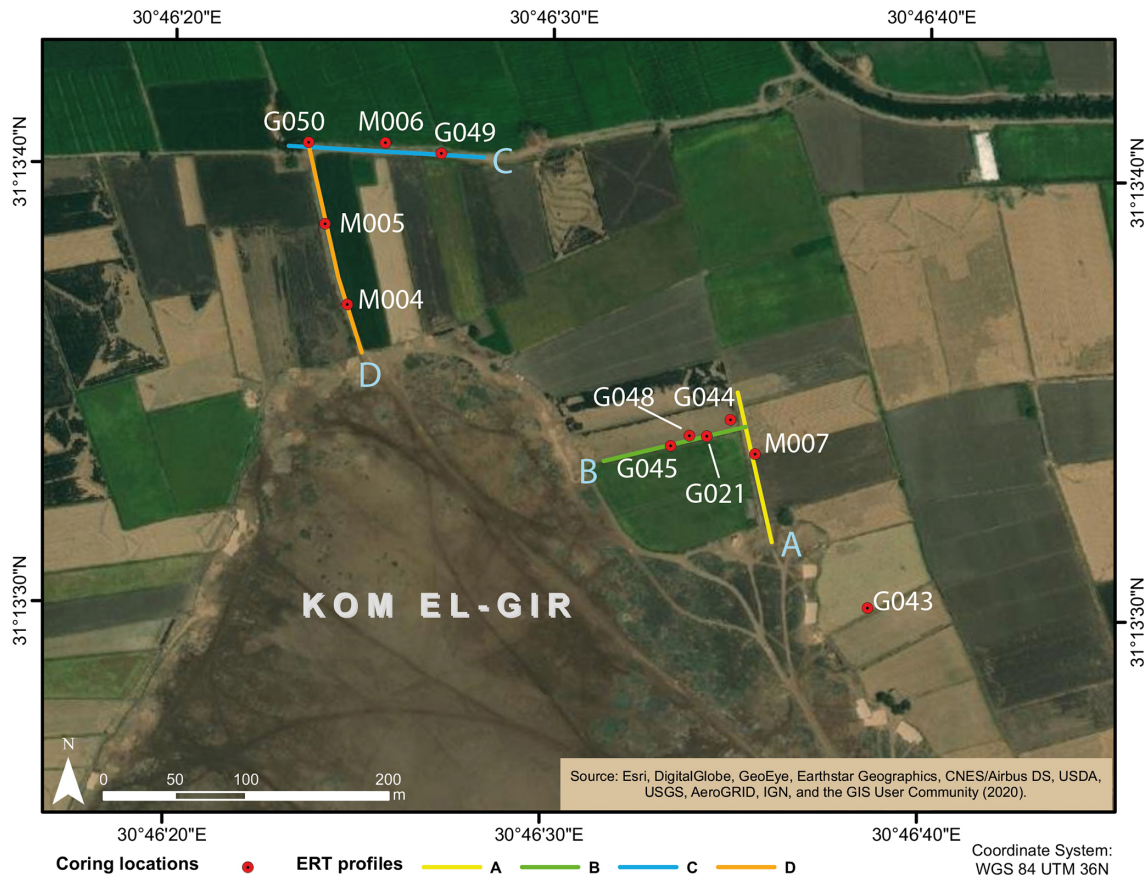 30°46'20"E 30°46'30"E 30°46'40"E
31°13'40"N
31°13'40"N
G050 M006 G049
C
M005
M004
D
G048 G044
M007
B G045
G021
A
KOM EL-GIR
G043
31°13'30"N
31°13'30"N
N
0 50 100 200
m
Source: Esri, DigitalGlobe, GeoEye, Earthstar Geographics, CNES/Airbus DS, USDA,
USGS, AeroGRID, IGN, and the GIS User Community (2020).
30°46'20"E 30°46'30"E 30°46'40"E
Coring locations ERT profiles A B C D
Coordinate System:
WGS 84 UTM 36N